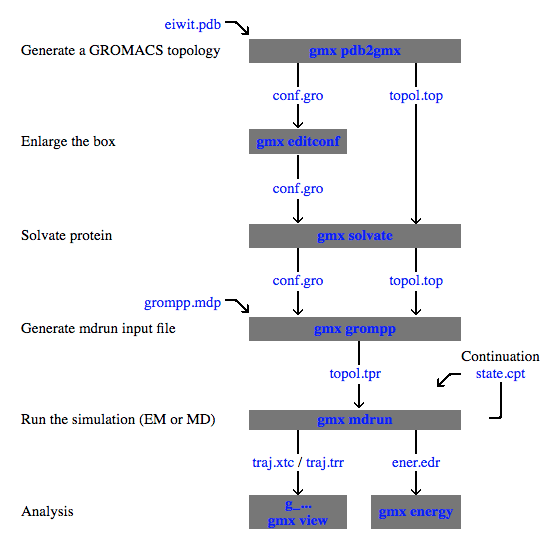 eiwit.pdb
Generate a GROMACS topology
gmx pdb2gmx
conf.gro
topol.top
Enlarge the box
gmx editconf
conf.gro
Solvate protein
gmx solvate
conf.gro
topol.top
grompp.mdp
Generate mdrun input file
gmx grompp
Continuation
topol.tpr
state.cpt
Run the simulation (EM or MD)
gmx mdrun
traj.xtc / traj.trr
ener.edr
Analysis
g_...
gmx view
gmx energy